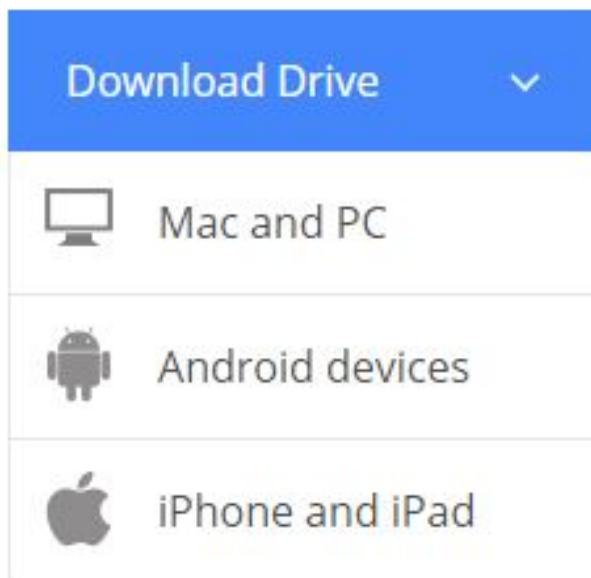 Download Drive
Mac and PC
Android devices
iPhone and iPad